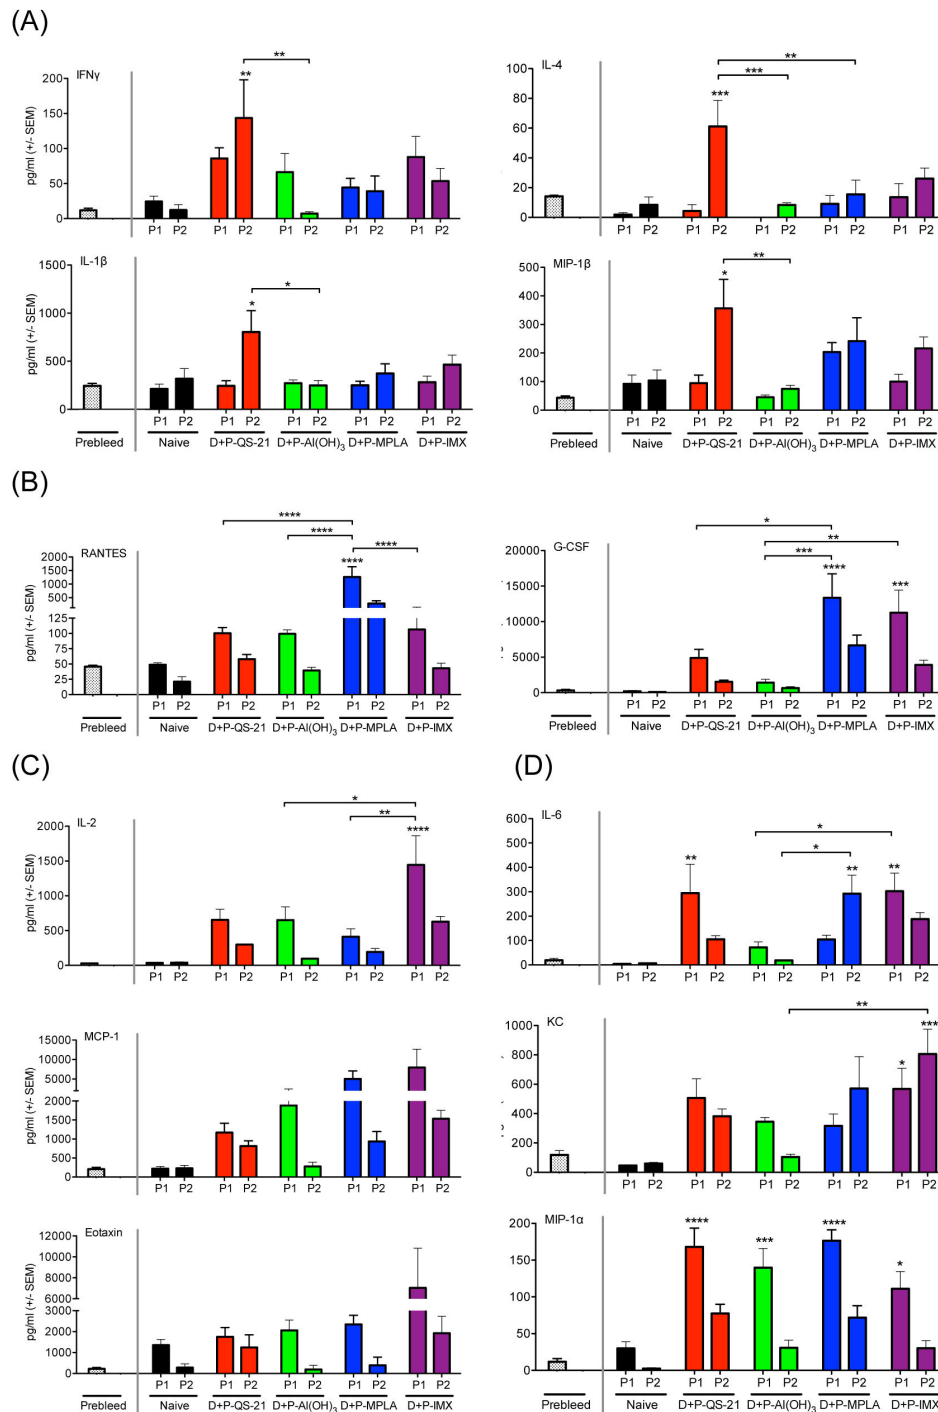 (A)
IFNγ
**
**
pg/ml (+/- SEM)
200
150
100
50
0
P1 P2 P1 P2 P1 P2 P1 P2 P1 P2
IL-4
**
***
***
100
80
60
40
20
0
P1 P2 P1 P2 P1 P2 P1 P2 P1 P2
IL-1β
*
*
pg/ml (+/- SEM)
1500
1000
500
0
P1 P2 P1 P2 P1 P2 P1 P2 P1 P2
Prebleed Naive D+P-QS-21 D+P-Al(OH)3 D+P-MPLA D+P-IMX
MIP-1β
**
*
500
400
300
200
100
0
P1 P2 P1 P2 P1 P2 P1 P2 P1 P2
Prebleed Naive D+P-QS-21 D+P-Al(OH)3 D+P-MPLA D+P-IMX
(B)
RANTES
****
****
****
****
pg/ml (+/- SEM)
2000
1500
1000
500
125
100
75
50
25
0
P1 P2 P1 P2 P1 P2 P1 P2 P1 P2
Prebleed Naive D+P-QS-21 D+P-Al(OH)3 D+P-MPLA D+P-IMX
G-CSF
*
**
***
****
***
20000
15000
10000
5000
0
P1 P2 P1 P2 P1 P2 P1 P2 P1 P2
Prebleed Naive D+P-QS-21 D+P-Al(OH)3 D+P-MPLA D+P-IMX
(C)
IL-2
*
**
****
pg/ml (+/- SEM)
2000
1500
1000
500
0
P1 P2 P1 P2 P1 P2 P1 P2 P1 P2
MCP-1
pg/ml (+/- SEM)
15000
10000
5000
2000
1500
1000
500
0
P1 P2 P1 P2 P1 P2 P1 P2 P1 P2
Eotaxin
pg/ml (+/- SEM)
12000
10000
8000
6000
4000
3000
2000
1000
0
P1 P2 P1 P2 P1 P2 P1 P2 P1 P2
Prebleed Naive D+P-QS-21 D+P-Al(OH)3 D+P-MPLA D+P-IMX
(D)
IL-6
*
*
**
**
**
600
400
300
200
100
0
P1 P2 P1 P2 P1 P2 P1 P2 P1 P2
KC
**
*
***
1000
800
600
400
200
0
P1 P2 P1 P2 P1 P2 P1 P2 P1 P2
MIP-1α
****
***
****
*
200
150
100
50
0
P1 P2 P1 P2 P1 P2 P1 P2 P1 P2
Prebleed Naive D+P-QS-21 D+P-Al(OH)3 D+P-MPLA D+P-IMX